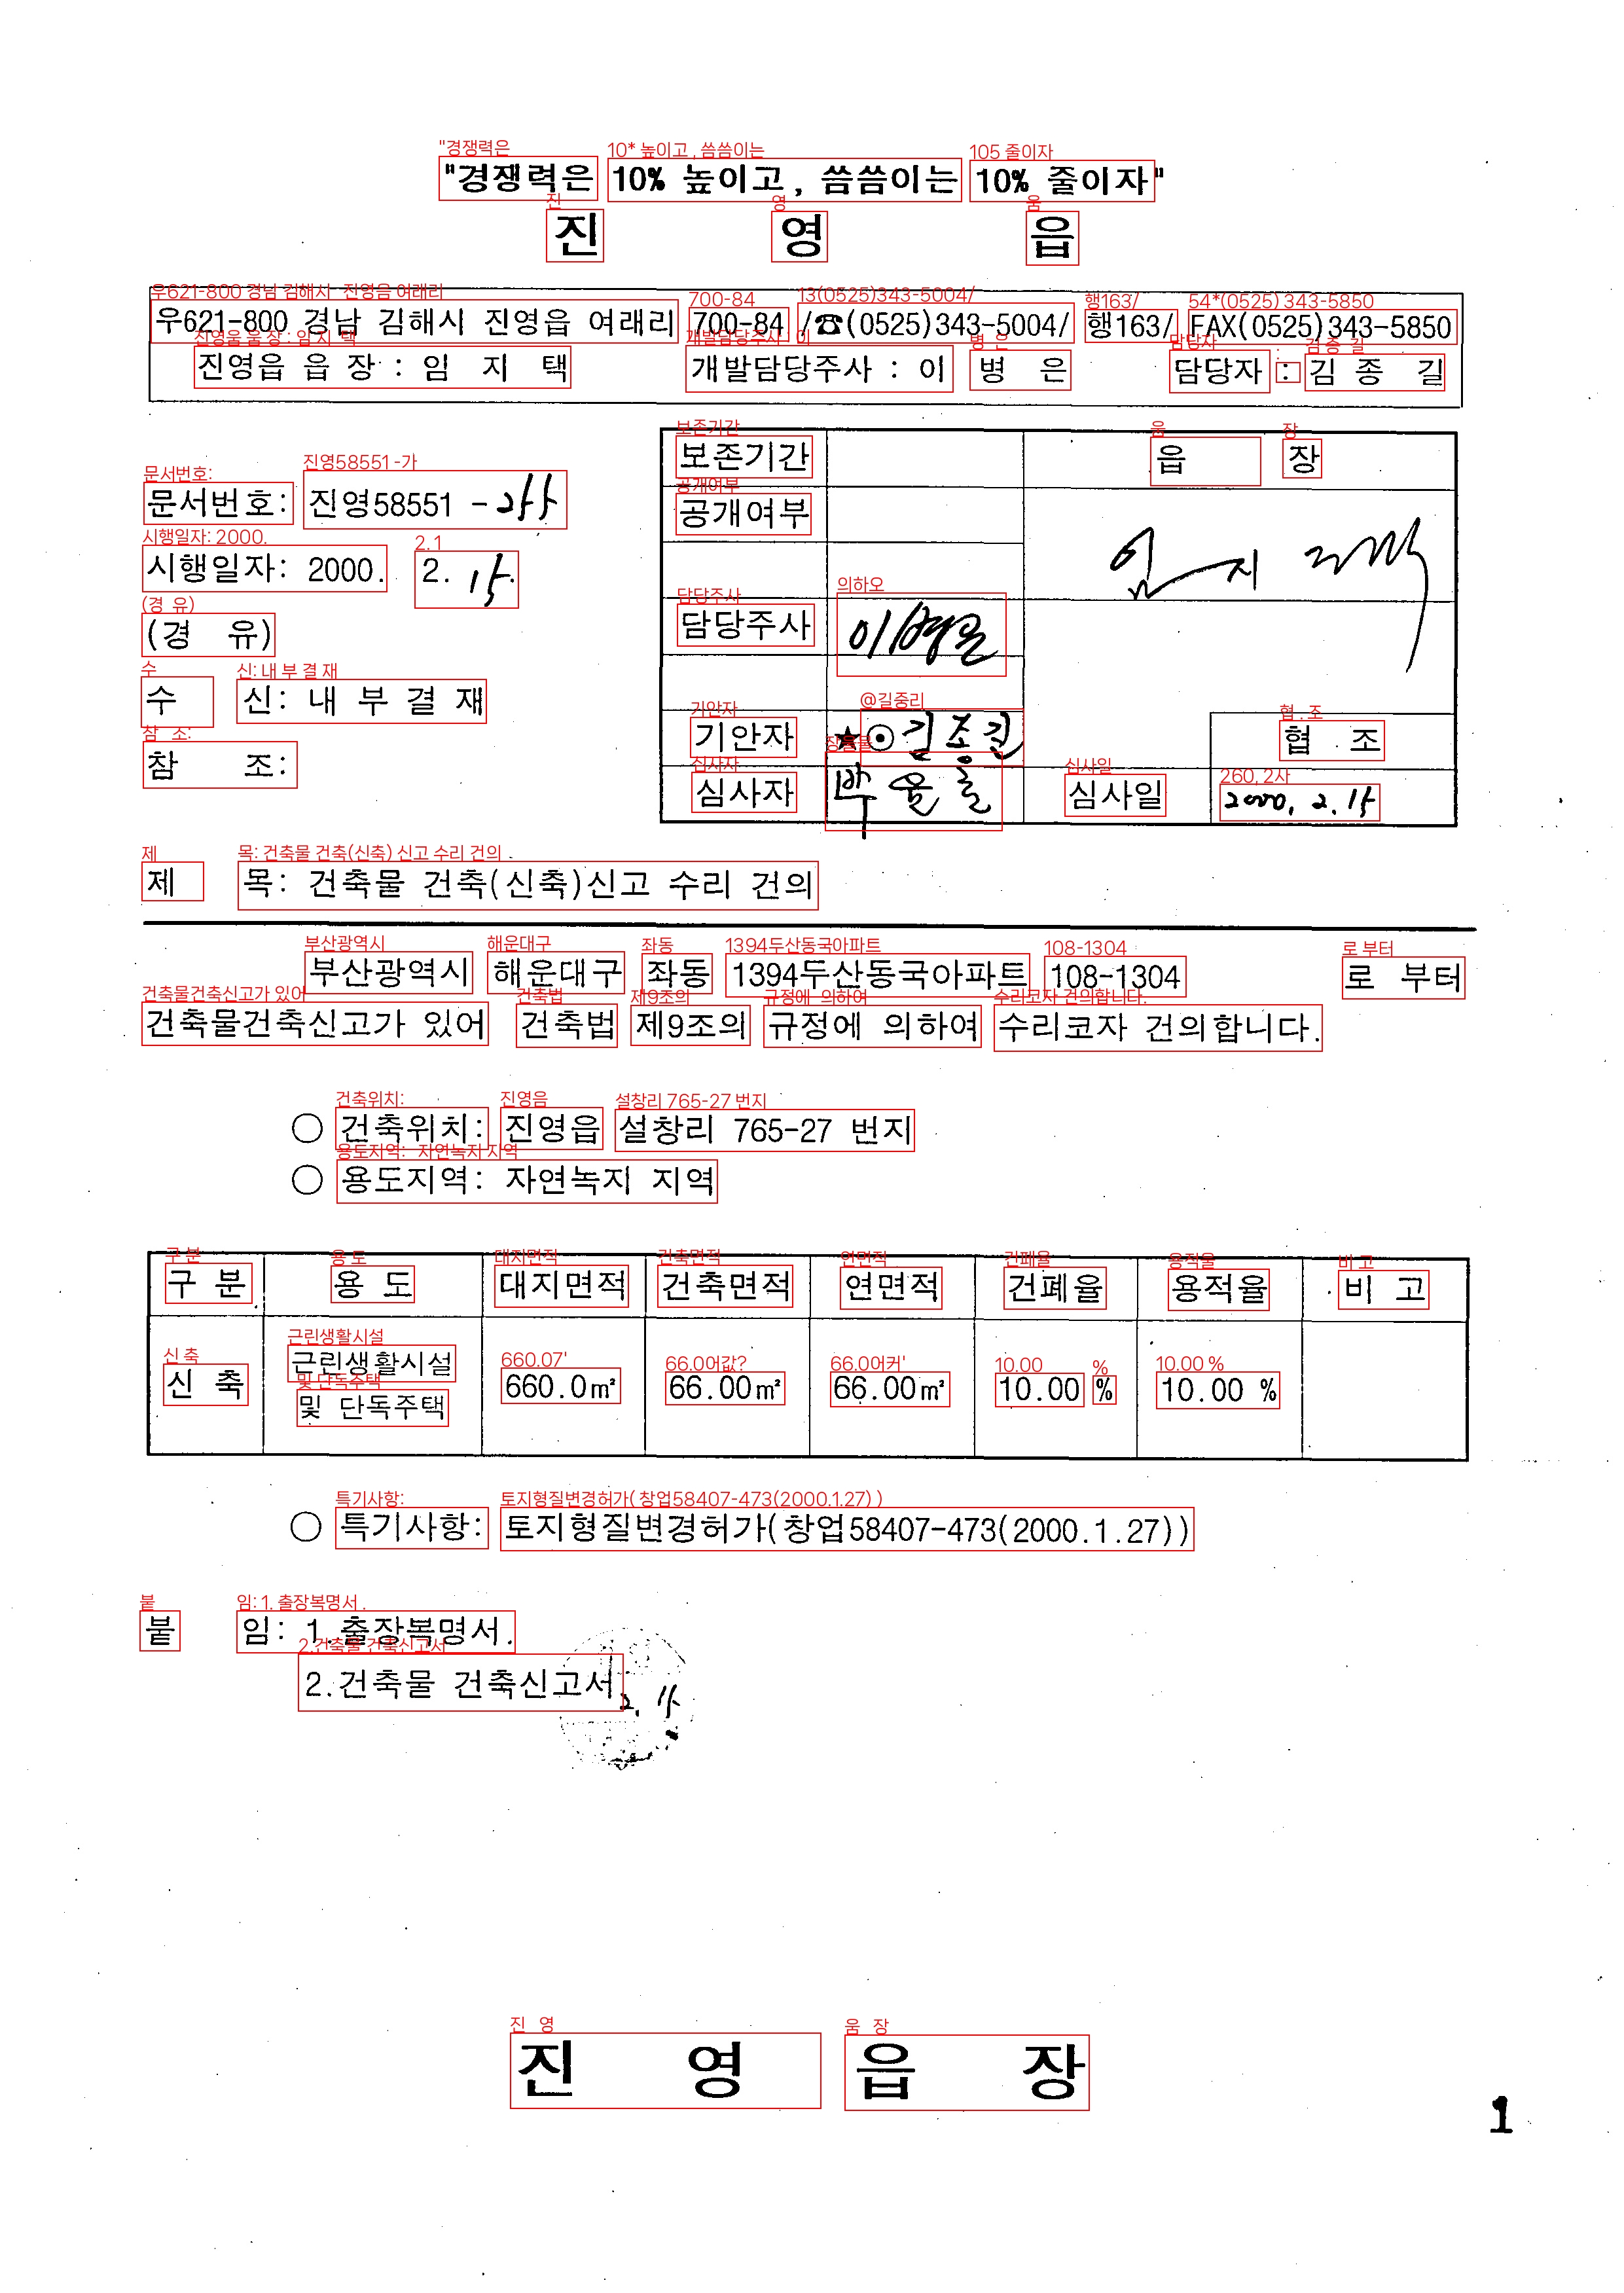 "경쟁력은 10% 높이고, 씀씀이는 10% 줄이자"
진 영 읍
우621-800 경남 김해시 진영읍 여래리 700-84 /☎(0525)343-5004/ 행163/ FAX(0525)343-5850
진영읍 읍 장 : 임 지 택 개발담당주사 : 이 병 은 담당자 : 김 종 길
보존기간 읍 장
문서번호: 진영58551 -
공개여부
시행일자: 2000. 2. 15.
임 지 택
(경 유)
담당주사 이병은
수 신: 내 부 결 재
기안자 ★⊙ 김종길 협 조
참 조:
심사자 심사일 2000. 2. 15
제 목: 건축물 건축(신축)신고 수리 건의
부산광역시 해운대구 좌동 1394두산동국아파트 108-1304 로 부터
건축물건축신고가 있어 건축법 제9조의 규정에 의하여 수리코자 건의합니다.
○ 건축위치: 진영읍 설창리 765-27 번지
○ 용도지역: 자연녹지 지역
구 분 용 도 대지면적 건축면적 연면적 건폐율 용적율 비 고
신 축 근린생활시설 660.0㎡ 66.00㎡ 66.00㎡ 10.00 % 10.00 %
및 단독주택
○ 특기사항: 토지형질변경허가(창업58407-473(2000.1.27))
붙 임: 1.출장복명서.
2.건축물 건축신고서
진 영 읍 장
1